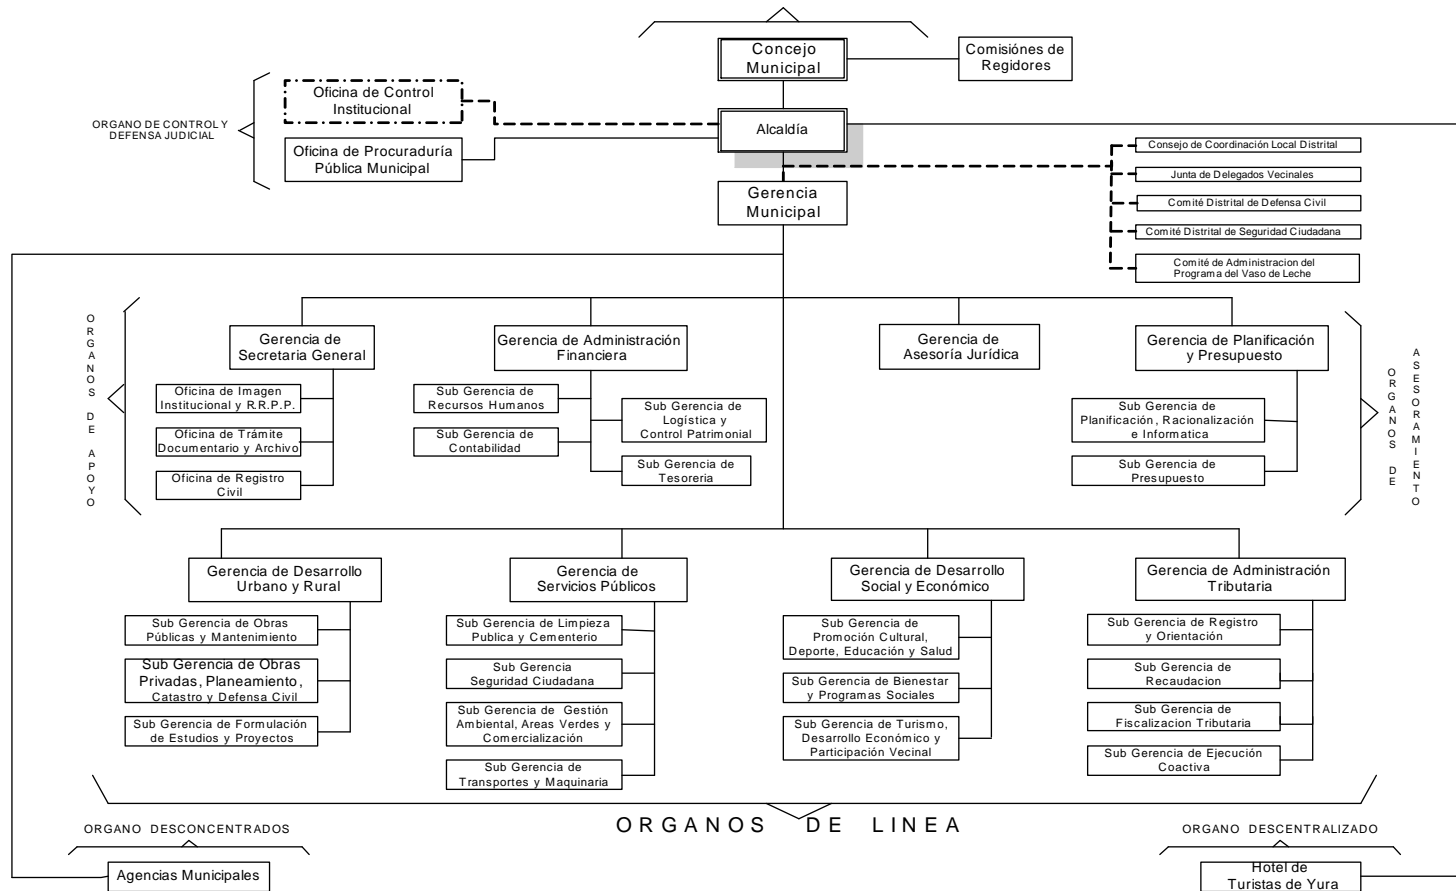 Concejo
Municipal
Comisiónes de
Regidores
Oficina de Control
Institucional
ORGANO DE CONTROL Y
DEFENSA JUDICIAL
Alcaldía
Oficina de Procuraduría
Pública Municipal
Consejo de Coordinación Local Distrital
Junta de Delegados Vecinales
Gerencia
Municipal
Comité Distrital de Defensa Civil
Comité Distrital de Seguridad Ciudadana
Comité de Administracion del
Programa del Vaso de Leche
ORGANOS DE APOYO
Gerencia de
Secretaria General
Gerencia de Administración
Financiera
Gerencia de
Asesoría Jurídica
Gerencia de Planificación
y Presupuesto
ORGANOS DE
ASESORAMIENTO
Oficina de Imagen
Institucional y R.R.P.P.
Oficina de Trámite
Documentario y Archivo
Oficina de Registro
Civil
Sub Gerencia de
Recursos Humanos
Sub Gerencia de
Logística y
Control Patrimonial
Sub Gerencia de
Contabilidad
Sub Gerencia de
Tesoreria
Sub Gerencia de
Planificación, Racionalización
e Informatica
Sub Gerencia de
Presupuesto
Gerencia de Desarrollo
Urbano y Rural
Gerencia de
Servicios Públicos
Gerencia de Desarrollo
Social y Económico
Gerencia de Administración
Tributaria
Sub Gerencia de Obras
Públicas y Mantenimiento
Sub Gerencia de Obras
Privadas, Planeamiento,
Catastro y Defensa Civil
Sub Gerencia de Formulación
de Estudios y Proyectos
Sub Gerencia de Limpieza
Publica y Cementerio
Sub Gerencia
Seguridad Ciudadana
Sub Gerencia de Gestión
Ambiental, Areas Verdes y
Comercialización
Sub Gerencia de
Transportes y Maquinaria
Sub Gerencia de
Promoción Cultural,
Deporte, Educación y Salud
Sub Gerencia de Bienestar
y Programas Sociales
Sub Gerencia de Turismo,
Desarrollo Económico y
Participación Vecinal
Sub Gerencia de Registro
y Orientación
Sub Gerencia de
Recaudacion
Sub Gerencia de
Fiscalizacion Tributaria
Sub Gerencia de Ejecución
Coactiva
ORGANOS DE LINEA
ORGANO DESCONCENTRADOS
Agencias Municipales
ORGANO DESCENTRALIZADO
Hotel de
Turistas de Yura